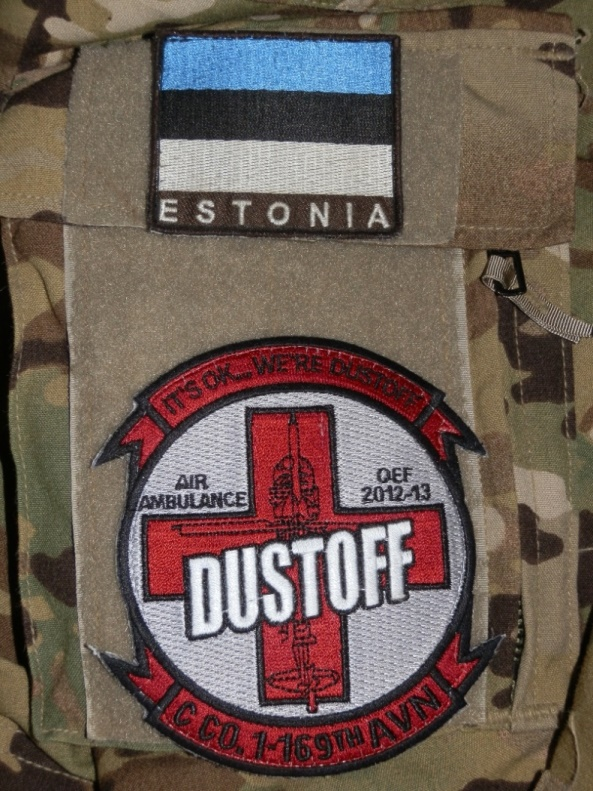 ESTONIA
IT'S OK...WE'RE DUSTOFF
AIR
AMBULANCE
OEF
2012-13
DUSTOFF
C CO. 1-169TH AVN